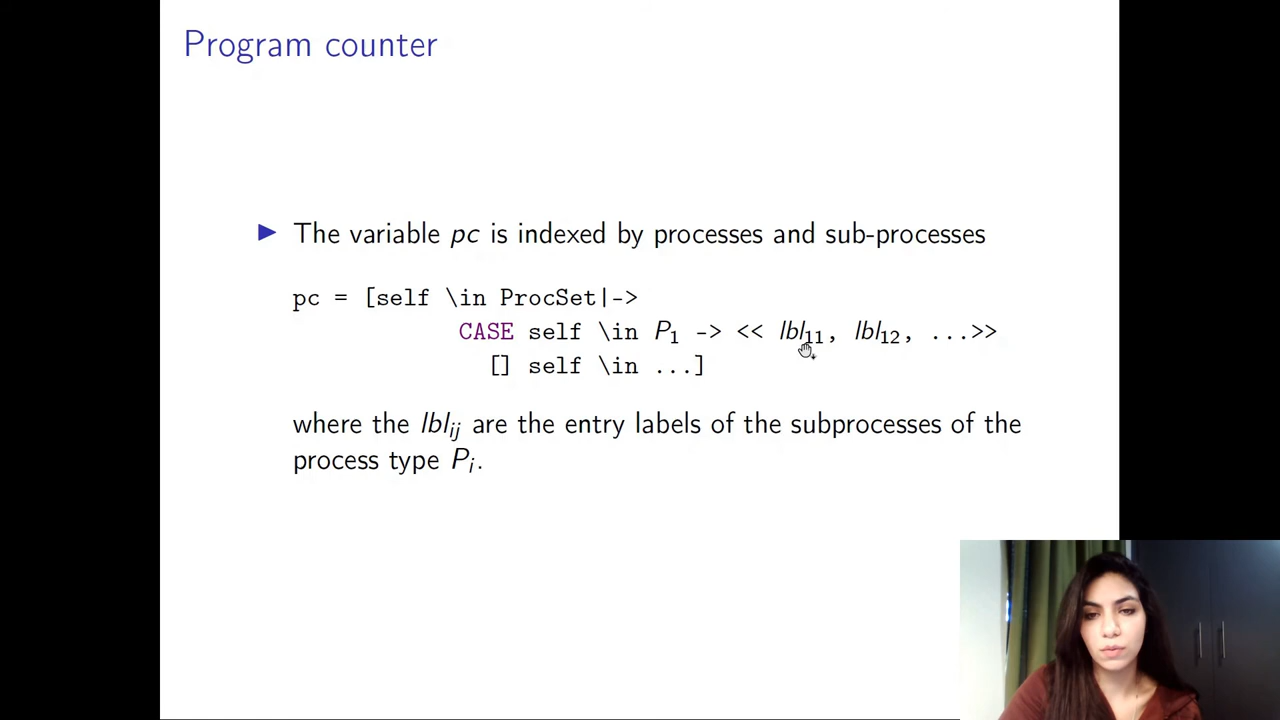 Program counter
▶ The variable pc is indexed by processes and sub-processes
pc = [self \in ProcSet|->
CASE self \in P₁ -> << lbl₁₁, lbl₁₂, ...>>
[] self \in ...]
where the lblᵢⱼ are the entry labels of the subprocesses of the
process type Pᵢ.